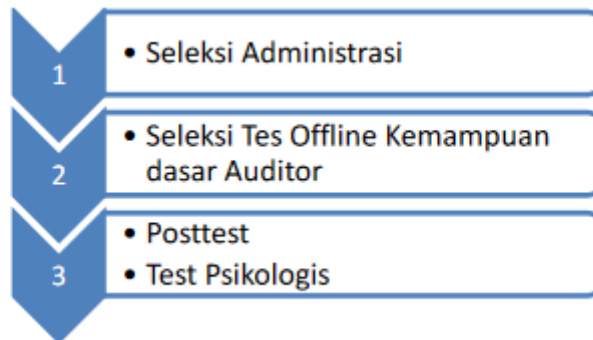 1
• Seleksi Administrasi
2
• Seleksi Tes Offline Kemampuan
dasar Auditor
3
• Posttest
• Test Psikologis